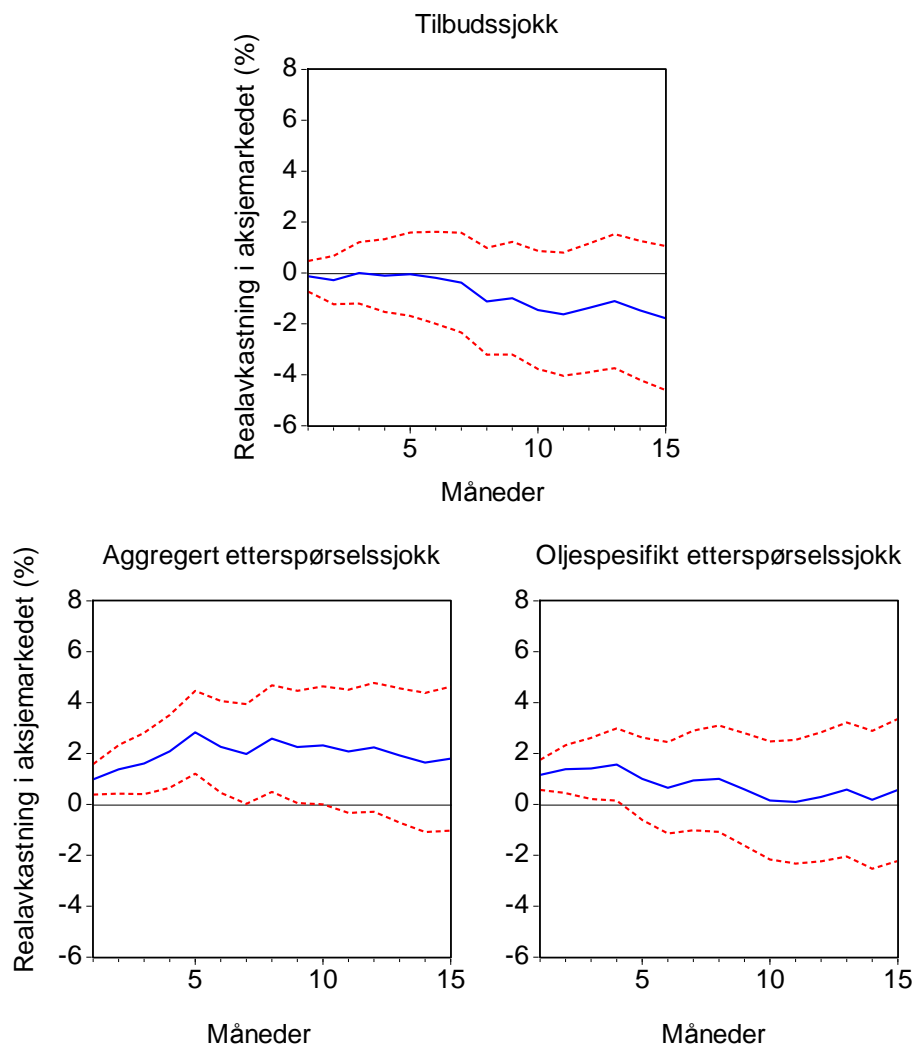 Tilbudssjokk
Realavkastning i aksjemarkedet (%)
8
6
4
2
0
-2
-4
-6
5 10 15
Måneder
Aggregert etterspørselssjokk
Realavkastning i aksjemarkedet (%)
8
6
4
2
0
-2
-4
-6
5 10 15
Måneder
Oljespesifikt etterspørselssjokk
8
6
4
2
0
-2
-4
-6
5 10 15
Måneder